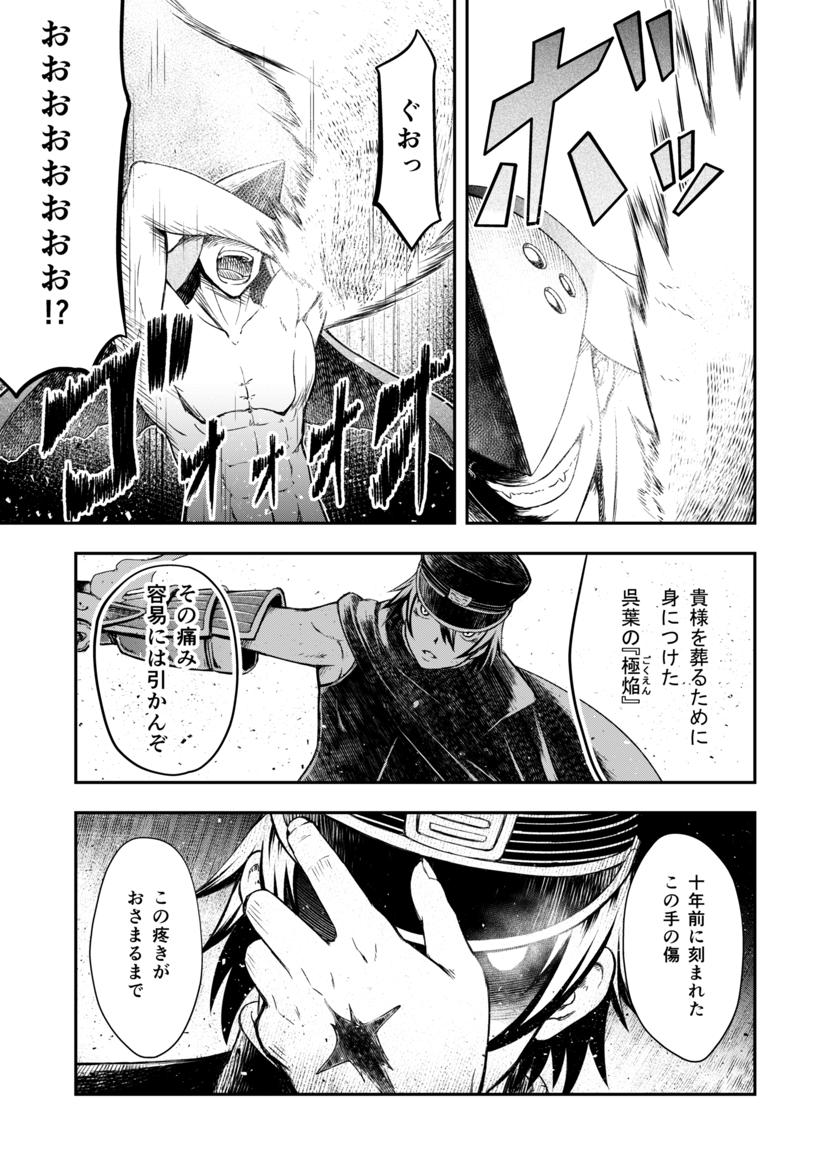 ボッ
ぐおっ
おおおおおおおお!?
ゴオォオォ
貴様を葬るために
身につけた
呉葉の『極焔』
ごくえん
その痛み
容易には引かんぞ
十年前に刻まれた
この手の傷
この疼きが
おさまるまで